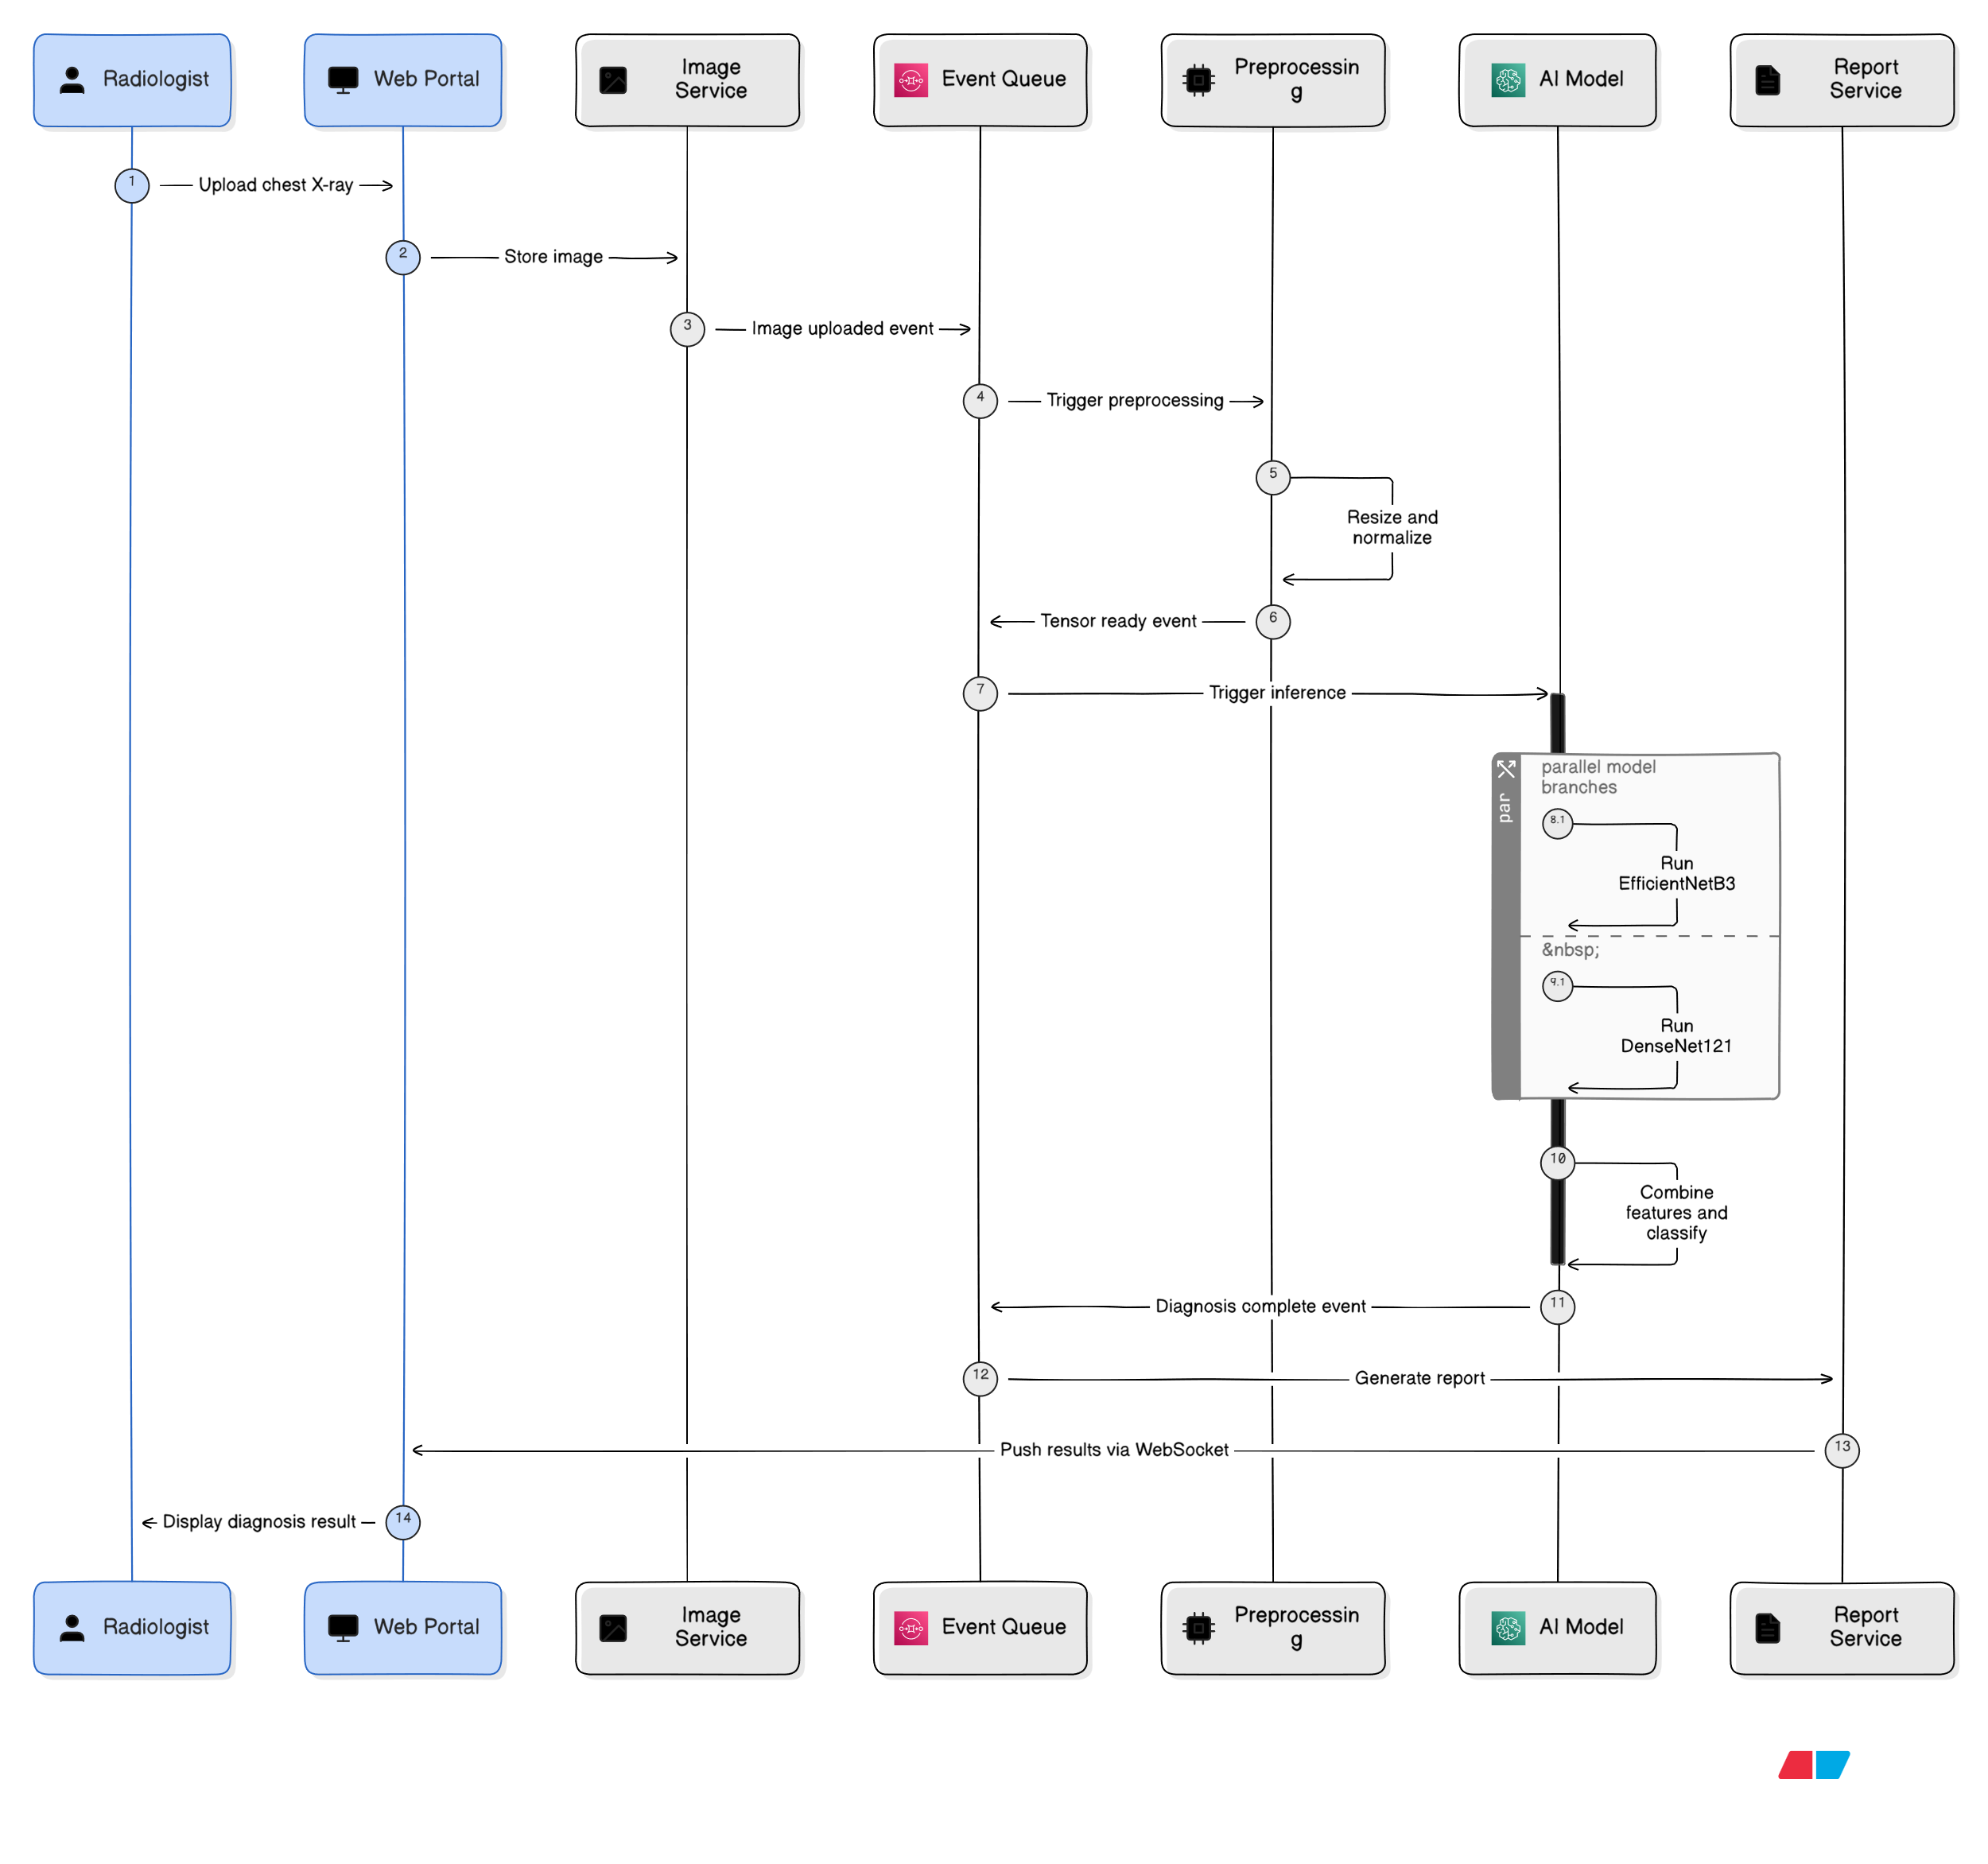 Radiologist
Web Portal
Image
Service
Event Queue
Preprocessin
g
AI Model
Report
Service
1
Upload chest X-ray
2
Store image
3
Image uploaded event
4
Trigger preprocessing
5
Resize and
normalize
6
Tensor ready event
7
Trigger inference
par
parallel model
branches
8.1
Run
EfficientNetB3
&nbsp;
9.1
Run
DenseNet121
10
Combine
features and
classify
11
Diagnosis complete event
12
Generate report
13
Push results via WebSocket
14
Display diagnosis result
Radiologist
Web Portal
Image
Service
Event Queue
Preprocessin
g
AI Model
Report
Service